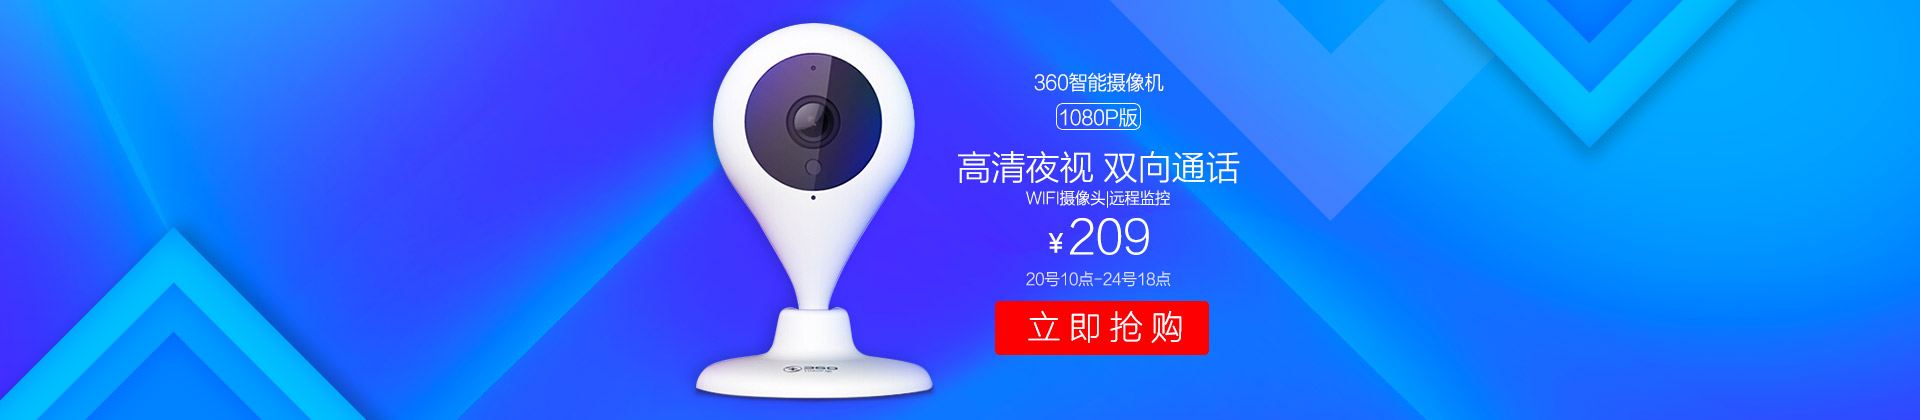 360智能摄像机
1080P版
高清夜视 双向通话
WIFI摄像头|远程监控
¥209
20号10点-24号18点
立即抢购
360